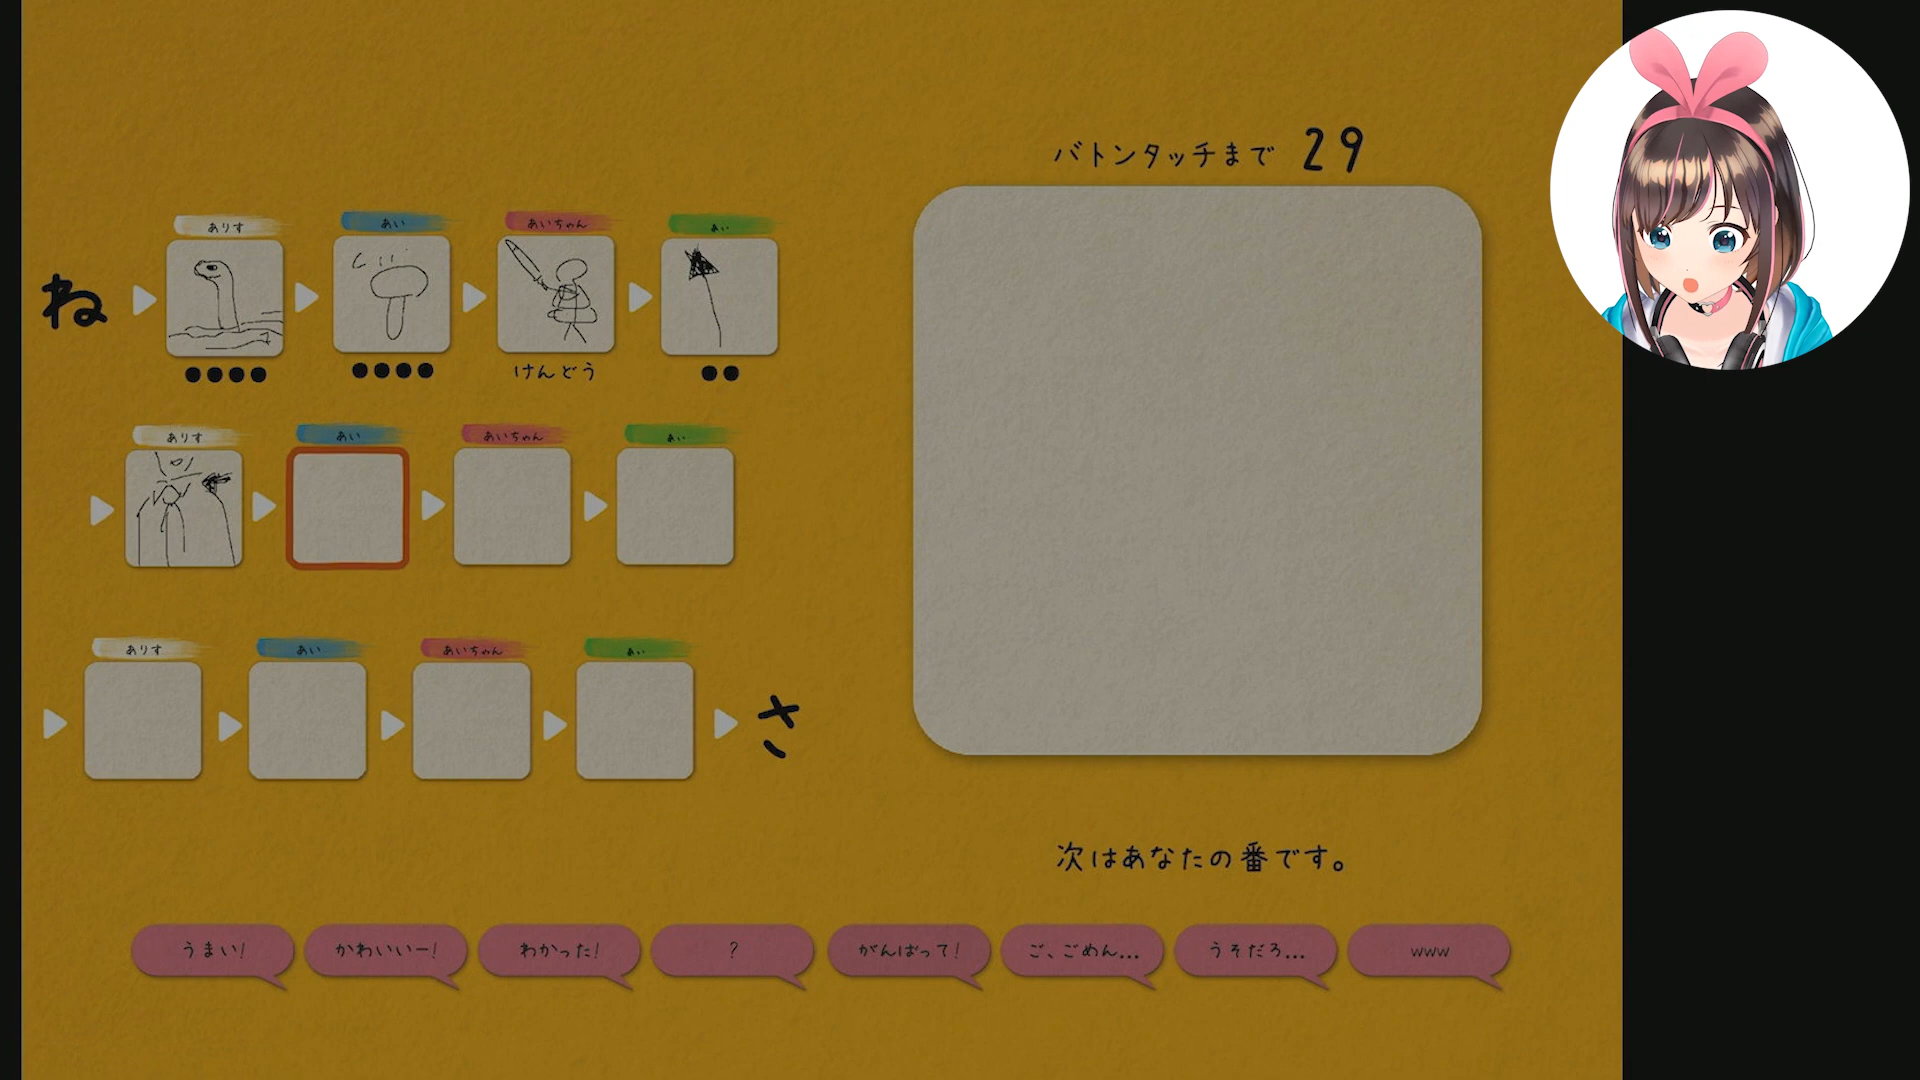 バトンタッチまで 29
ありす
あい
あいちゃん
あぃ
ね
●●●●
●●●●
けんどう
●●
ありす
あい
あいちゃん
あぃ
ありす
あい
あいちゃん
あぃ
さ
次はあなたの番です。
うまい!
かわいいー!
わかった!
?
がんばって!
ご、ごめん...
うそだろ...
www